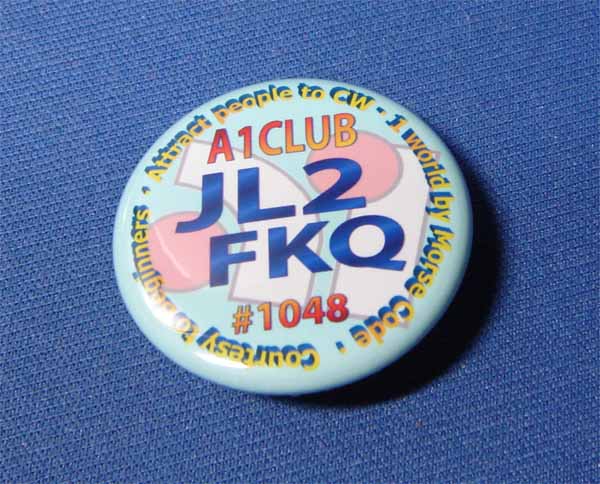 A1CLUB
JL2
FKQ
#1048
Courtesy to Beginners · Attract people to CW · 1 world by Morse Code ·